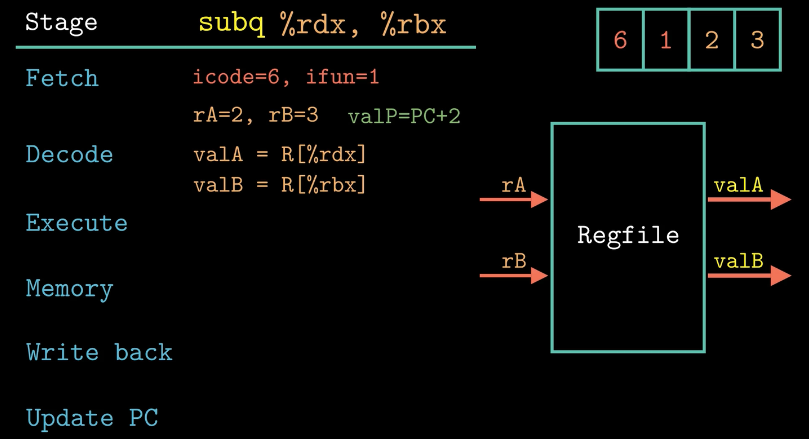 Stage subq %rdx, %rbx
6 1 2 3
Fetch icode=6, ifun=1
rA=2, rB=3 valP=PC+2
Decode valA = R[%rdx]
valB = R[%rbx]
Execute
Memory
Write back
Update PC
rA valA
Regfile
rB valB